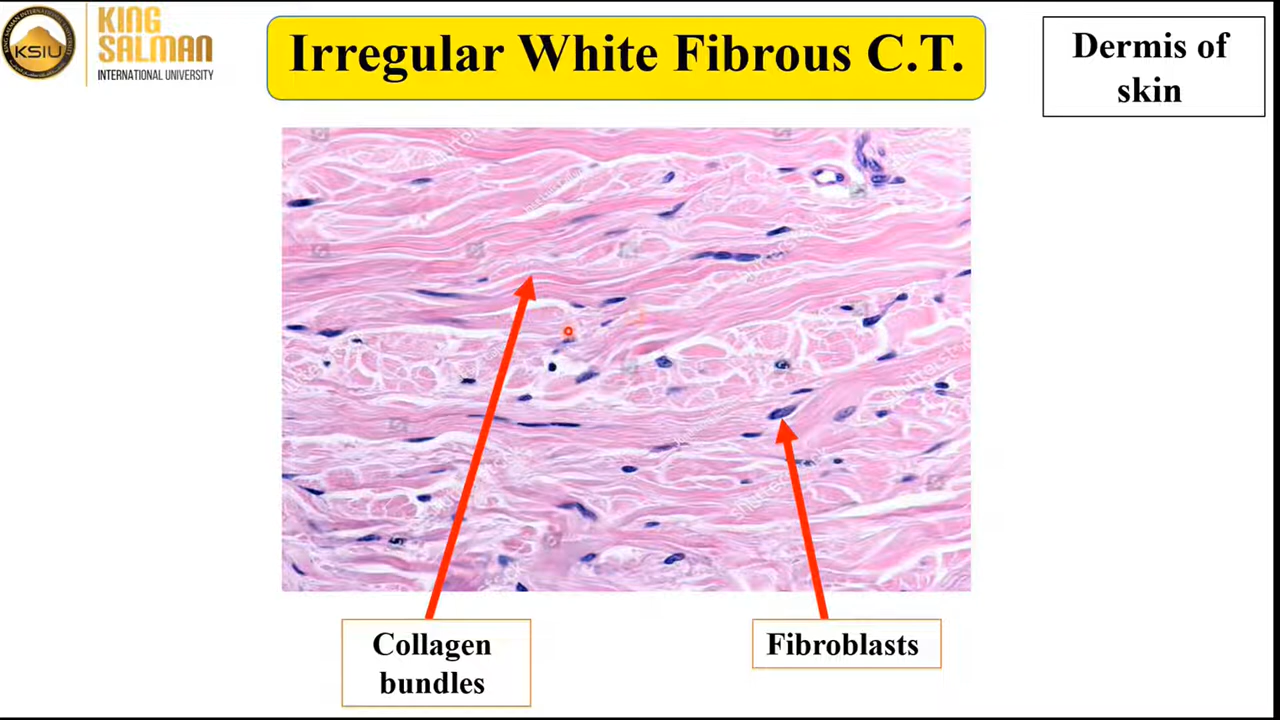 KSIU
KING
SALMAN
INTERNATIONAL UNIVERSITY
Irregular White Fibrous C.T.
Dermis of
skin
Collagen
bundles
Fibroblasts